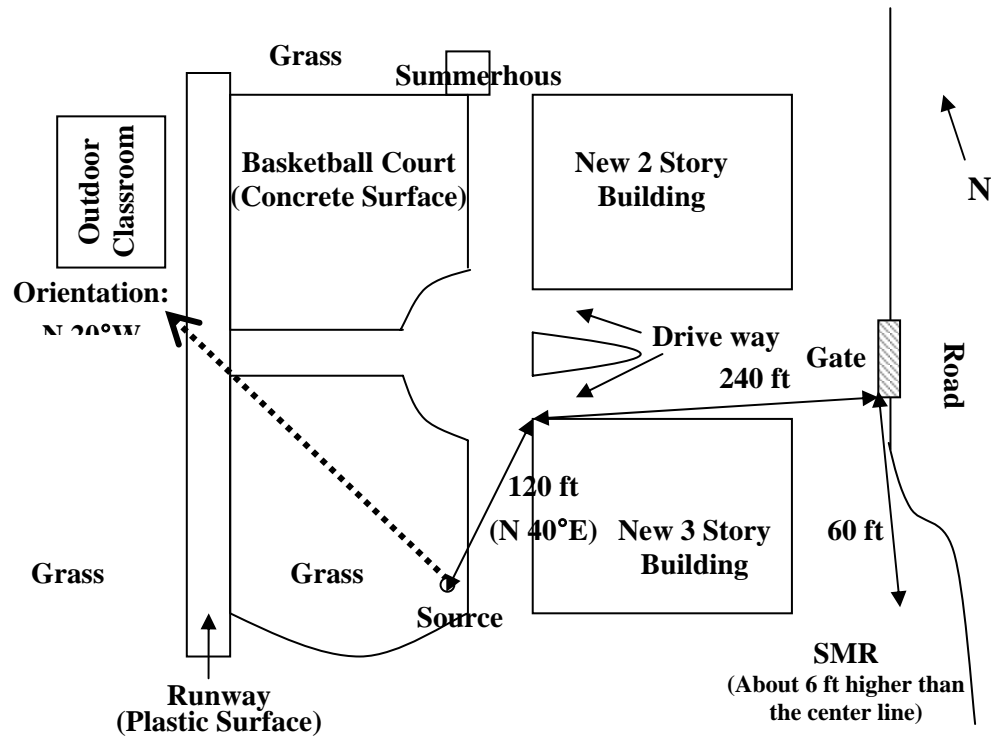 Grass
Summerhous
Outdoor
Classroom
Basketball Court
(Concrete Surface)
New 2 Story
Building
N
Orientation:
N 20°W
Drive way
Gate
Road
240 ft
120 ft
(N 40°E)
New 3 Story
Building
60 ft
Grass
Grass
Source
SMR
(About 6 ft higher than
the center line)
Runway
(Plastic Surface)